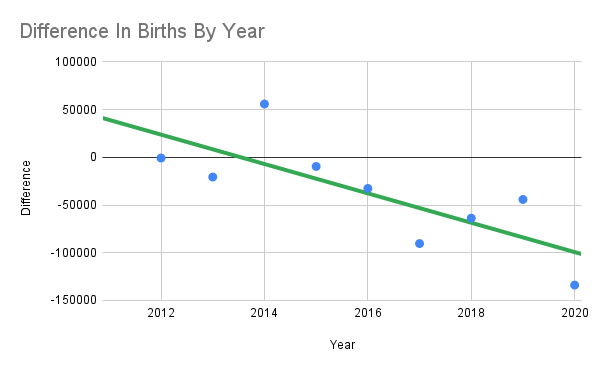 Difference In Births By Year
100000
50000
0
-50000
-100000
-150000
Difference
2012 2014 2016 2018 2020
Year